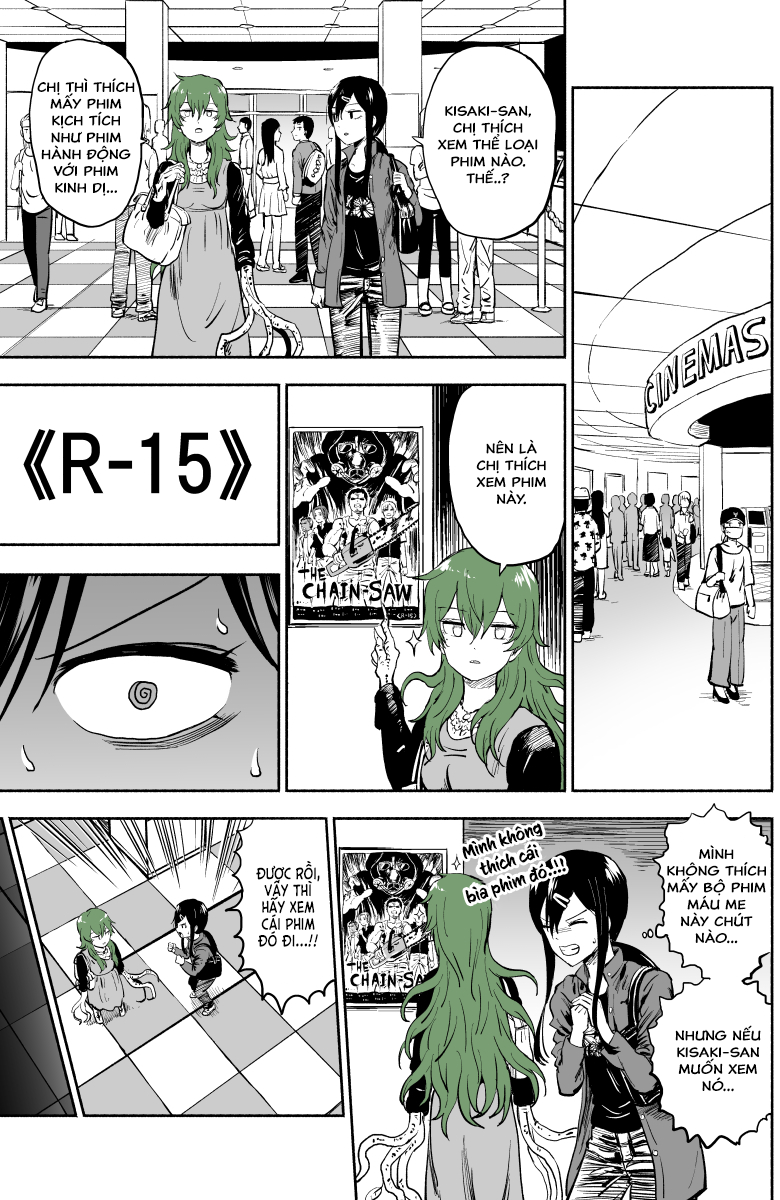 CINEMAS
KISAKI-SAN,
CHỊ THÍCH
XEM THỂ LOẠI
PHIM NÀO.
THẾ..?
CHỊ THÌ THÍCH
MẤY PHIM
KỊCH TÍCH
NHƯ PHIM
HÀNH ĐỘNG
VỚI PHIM
KINH DỊ...
NÊN LÀ
CHỊ THÍCH
XEM PHIM
NÀY.
THE
CHAIN-SAW
《R-15》
《R-15》
MÌNH
KHÔNG THÍCH
MẤY BỘ PHIM
MÁU ME
NÀY CHÚT
NÀO...
NHƯNG NẾU
KISAKI-SAN
MUỐN XEM
NÓ...
Mình không
thích cái
bìa phim đó...!!
THE
CHAIN-SA
ĐƯỢC RỒI,
VẬY THÌ
HÃY XEM
CÁI PHIM
ĐÓ ĐI...!!